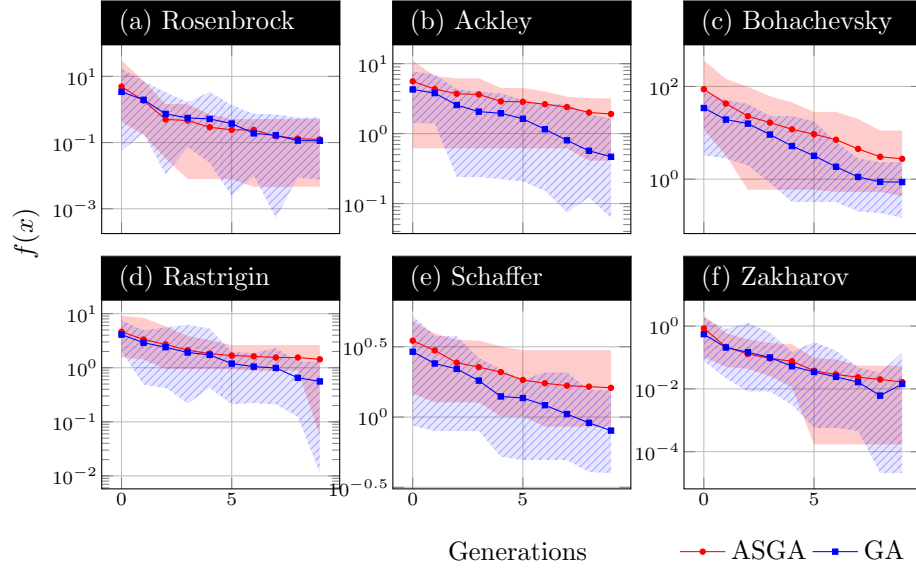 (a) Rosenbrock
(b) Ackley
(c) Bohachevsky
10^1
10^-1
10^-3
10^1
10^0
10^-1
10^2
10^0
f(x)
(d) Rastrigin
(e) Schaffer
(f) Zakharov
10^1
10^0
10^-1
10^-2
0
5
10^0.5
10^0
10^-0.5
0
5
10^0
10^-2
10^-4
0
5
Generations
ASGA
GA